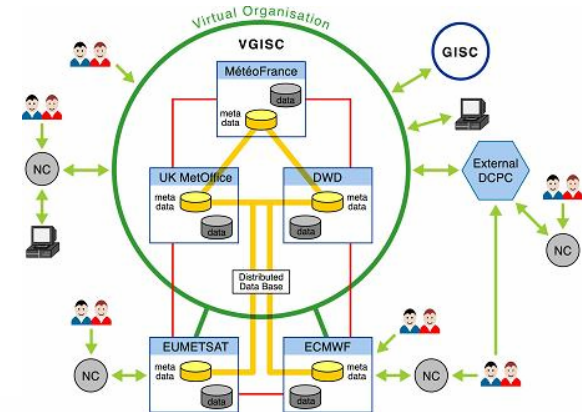 Virtual Organisation
VGISC
MétéoFrance
data
meta
data
GISC
NC
UK MetOffice
meta
data
data
DWD
meta
data
data
External
DCPC
NC
Distributed
Data Base
EUMETSAT
meta
data
data
ECMWF
meta
data
data
NC
NC